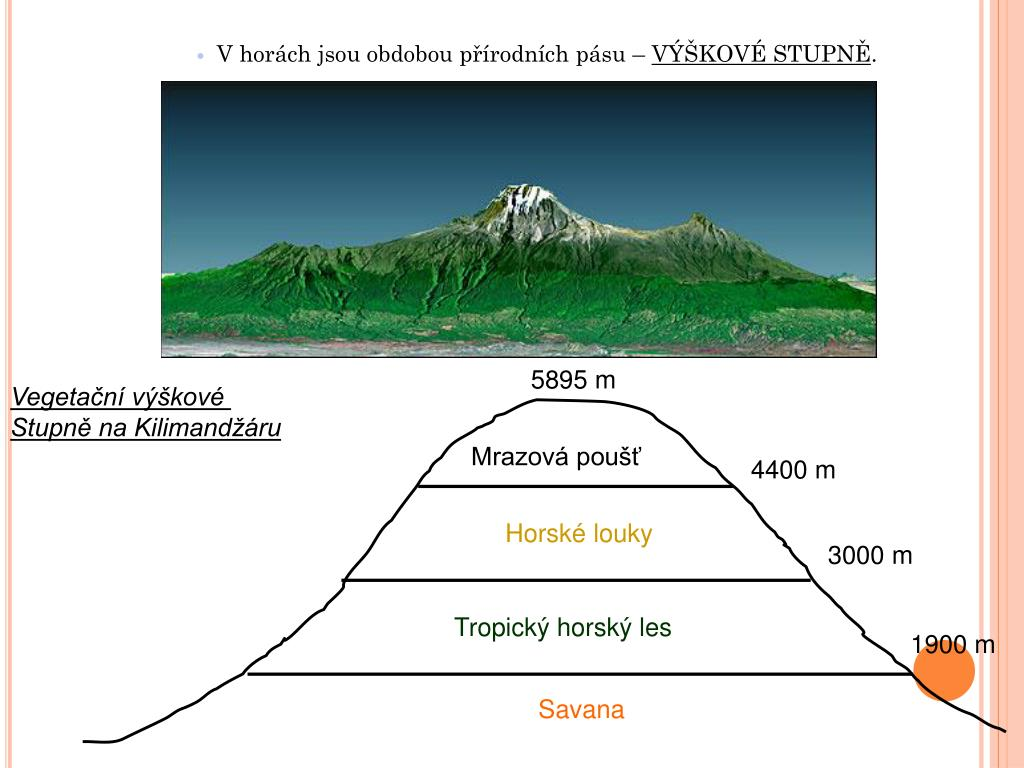 V horách jsou obdobou přírodních pásu – VÝŠKOVÉ STUPNĚ.
Vegetační výškové
Stupně na Kilimandžáru
5895 m
Mrazová poušť
4400 m
Horské louky
3000 m
Tropický horský les
1900 m
Savana